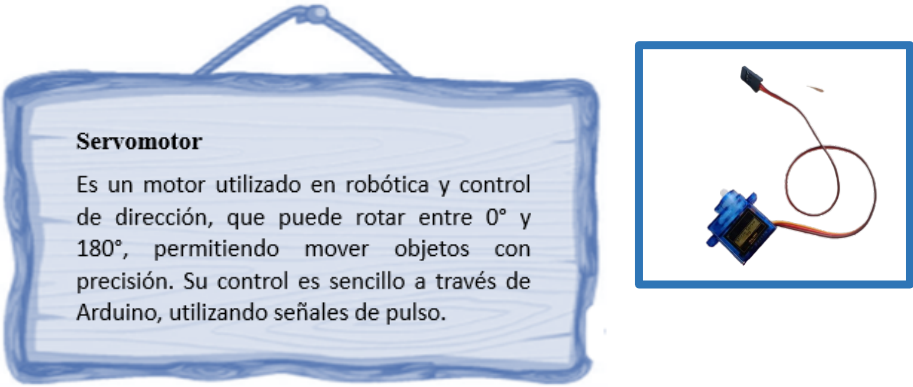 Servomotor
Es un motor utilizado en robótica y control
de dirección, que puede rotar entre 0° y
180°, permitiendo mover objetos con
precisión. Su control es sencillo a través de
Arduino, utilizando señales de pulso.